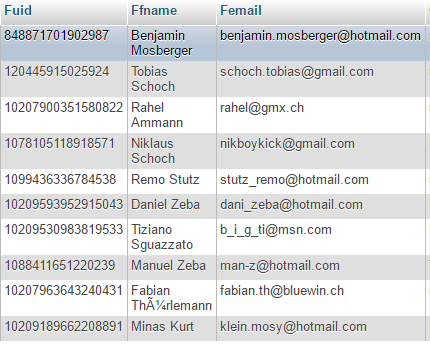 Fuid Ffname Femail
848871701902987 Benjamin benjamin.mosberger@hotmail.com
Mosberger
120445915025924 Tobias schoch.tobias@gmail.com
Schoch
10207900351580822 Rahel rahel@gmx.ch
Ammann
1078105118918571 Niklaus nikboykick@gmail.com
Schoch
1099436336784538 Remo Stutz stutz_remo@hotmail.com
10209593952915043 Daniel Zeba dani_zeba@hotmail.com
10209530983819533 Tiziano b_i_g_ti@msn.com
Sguazzato
1088411651220239 Manuel Zeba man-z@hotmail.com
10207963643240431 Fabian fabian.th@bluewin.ch
ThÃ¼rlemann
10209189662208891 Minas Kurt klein.mosy@hotmail.com